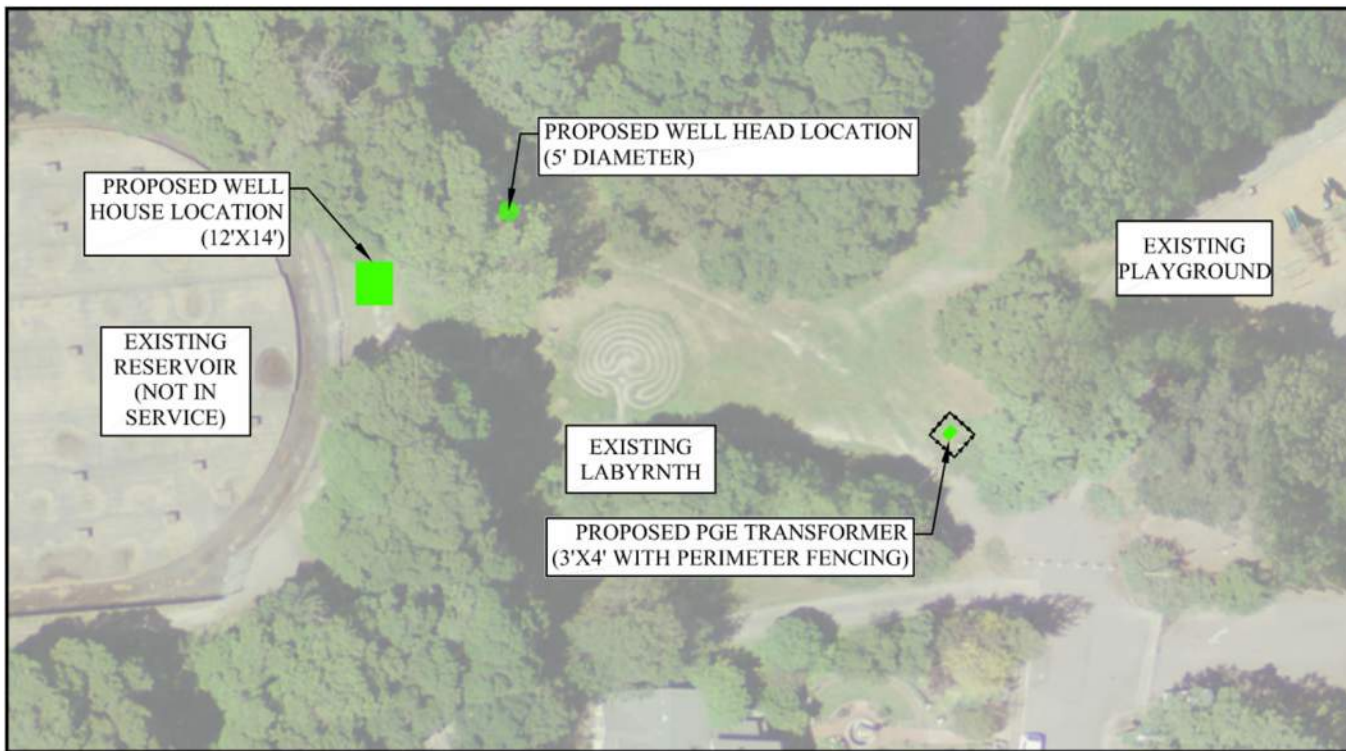 PROPOSED WELL HEAD LOCATION
(5' DIAMETER)
PROPOSED WELL
HOUSE LOCATION
(12'X14')
EXISTING
PLAYGROUND
EXISTING
RESERVOIR
(NOT IN
SERVICE)
EXISTING
LABYRNTH
PROPOSED PGE TRANSFORMER
(3'X4' WITH PERIMETER FENCING)